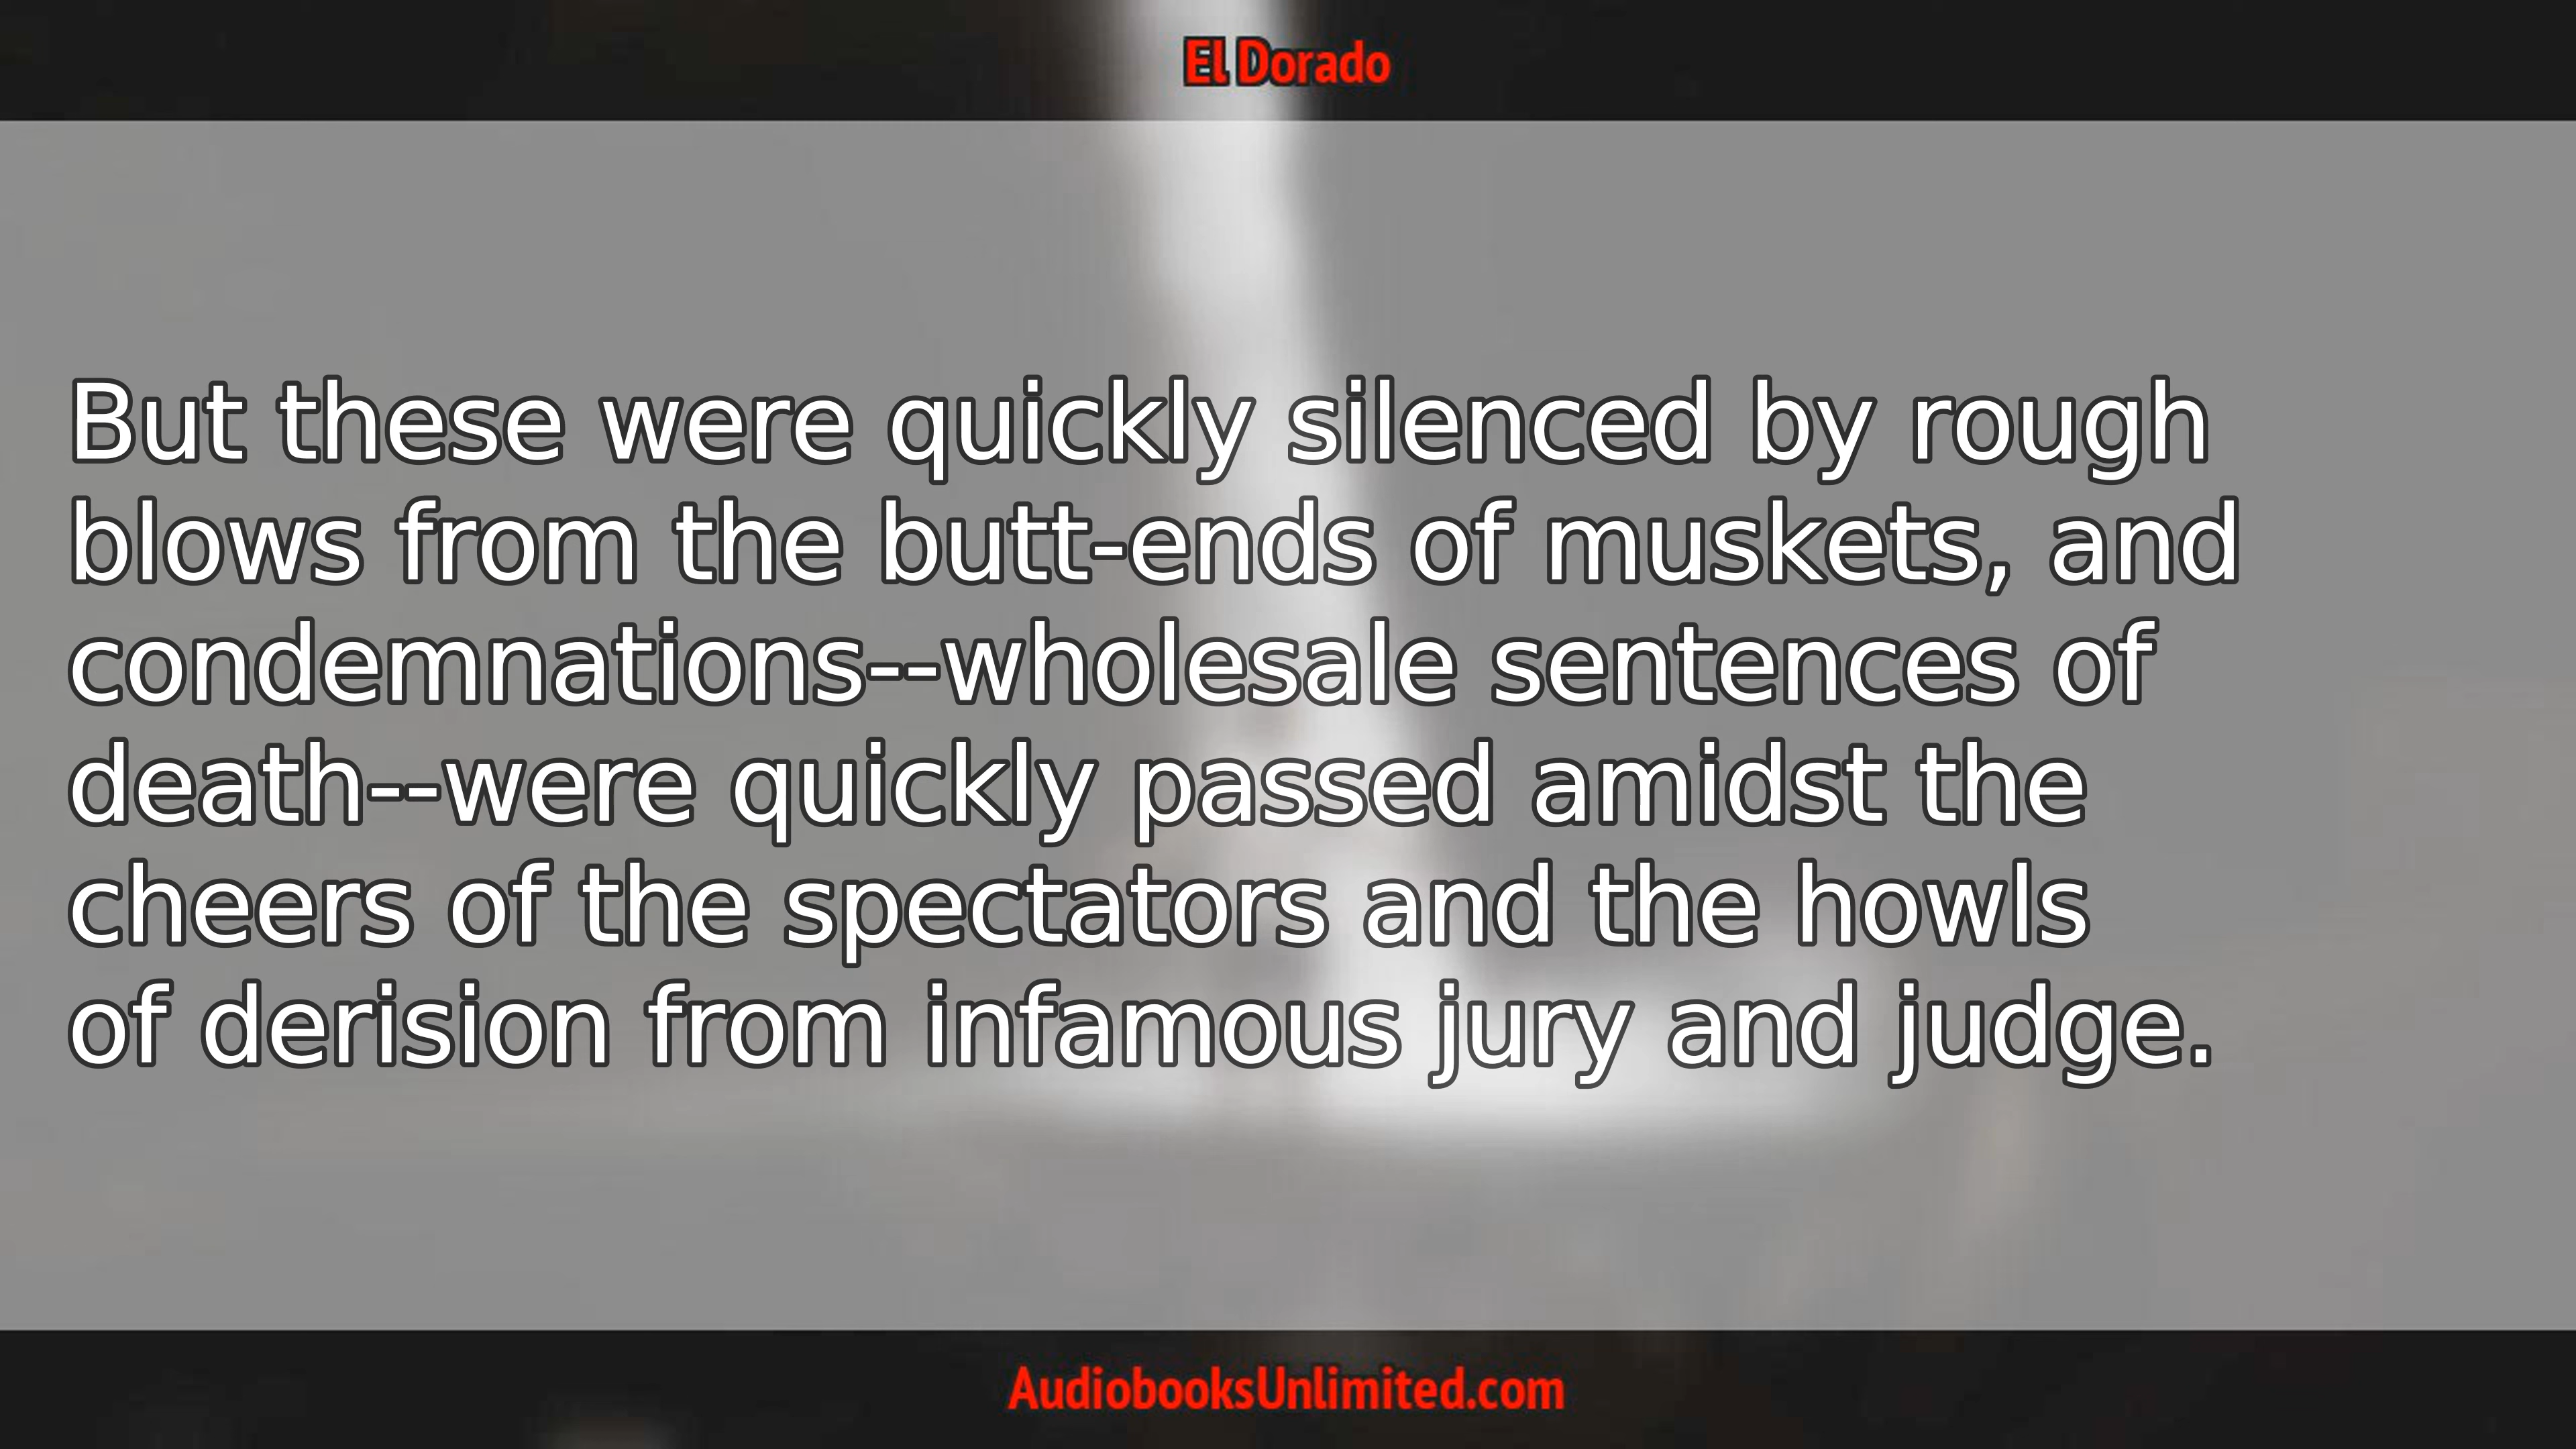 El Dorado
But these were quickly silenced by rough
blows from the butt-ends of muskets, and
condemnations--wholesale sentences of
death--were quickly passed amidst the
cheers of the spectators and the howls
of derision from infamous jury and judge.
AudiobooksUnlimited.com